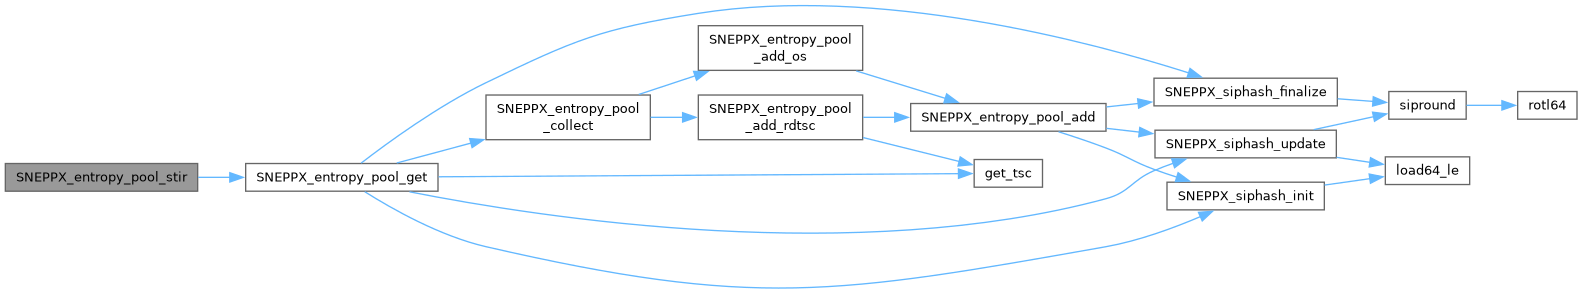 SNEPPX_entropy_pool_stir
SNEPPX_entropy_pool_get
SNEPPX_entropy_pool
_collect
SNEPPX_entropy_pool
_add_os
SNEPPX_entropy_pool
_add_rdtsc
SNEPPX_entropy_pool_add
get_tsc
SNEPPX_siphash_finalize
SNEPPX_siphash_update
SNEPPX_siphash_init
sipround
load64_le
rotl64